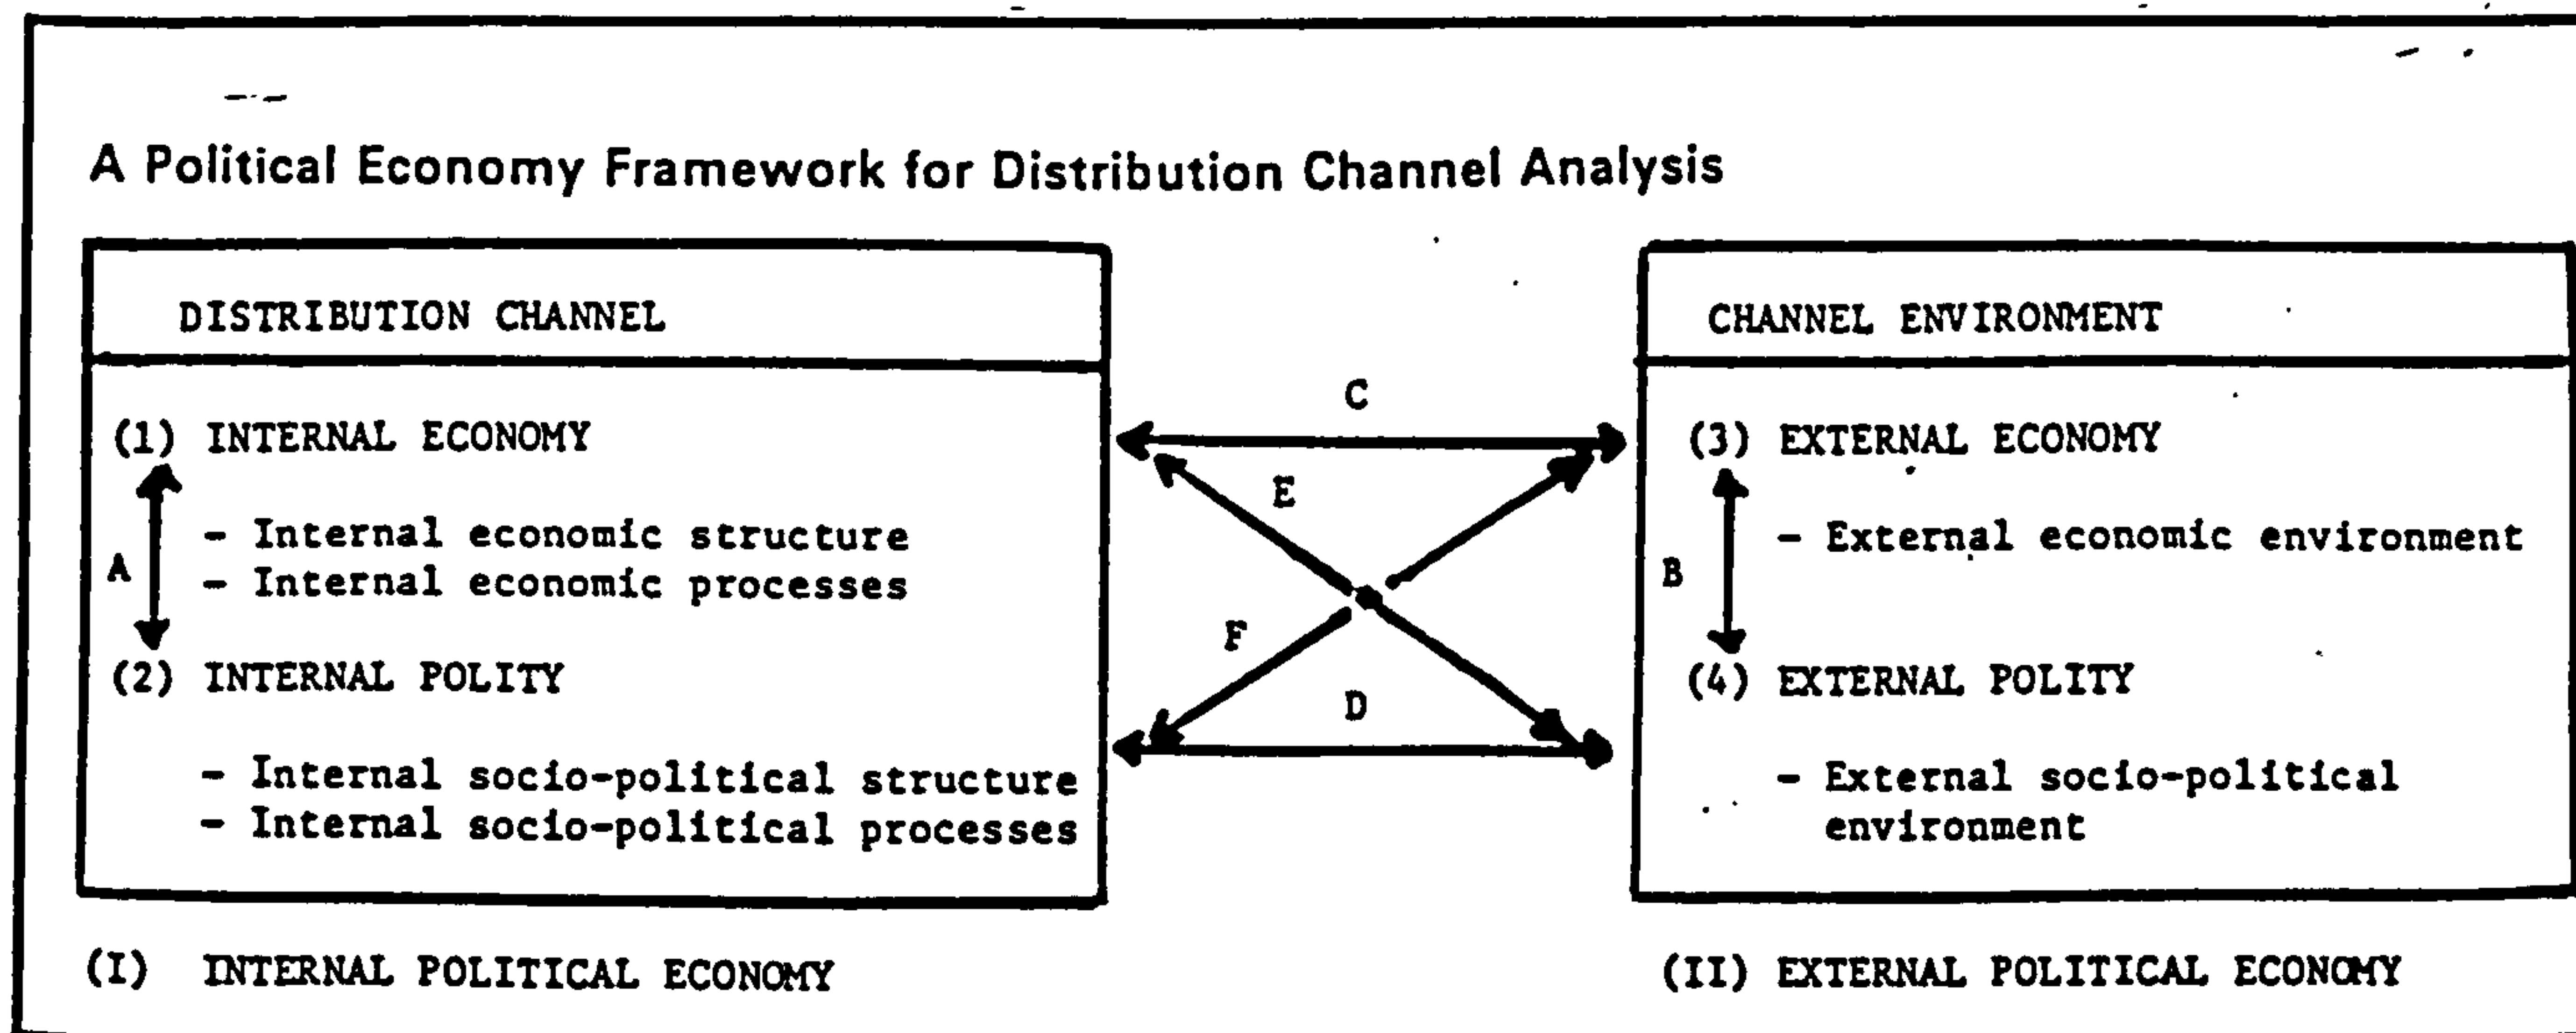 A Political Economy Framework for Distribution Channel Analysis
DISTRIBUTION CHANNEL
(1) INTERNAL ECONOMY
A
- Internal economic structure
- Internal economic processes
(2) INTERNAL POLITY
- Internal socio-political structure
- Internal socio-political processes
(I) INTERNAL POLITICAL ECONOMY
C
E
F
D
CHANNEL ENVIRONMENT
(3) EXTERNAL ECONOMY
- External economic environment
B
(4) EXTERNAL POLITY
- External socio-political
environment
(II) EXTERNAL POLITICAL ECONOMY